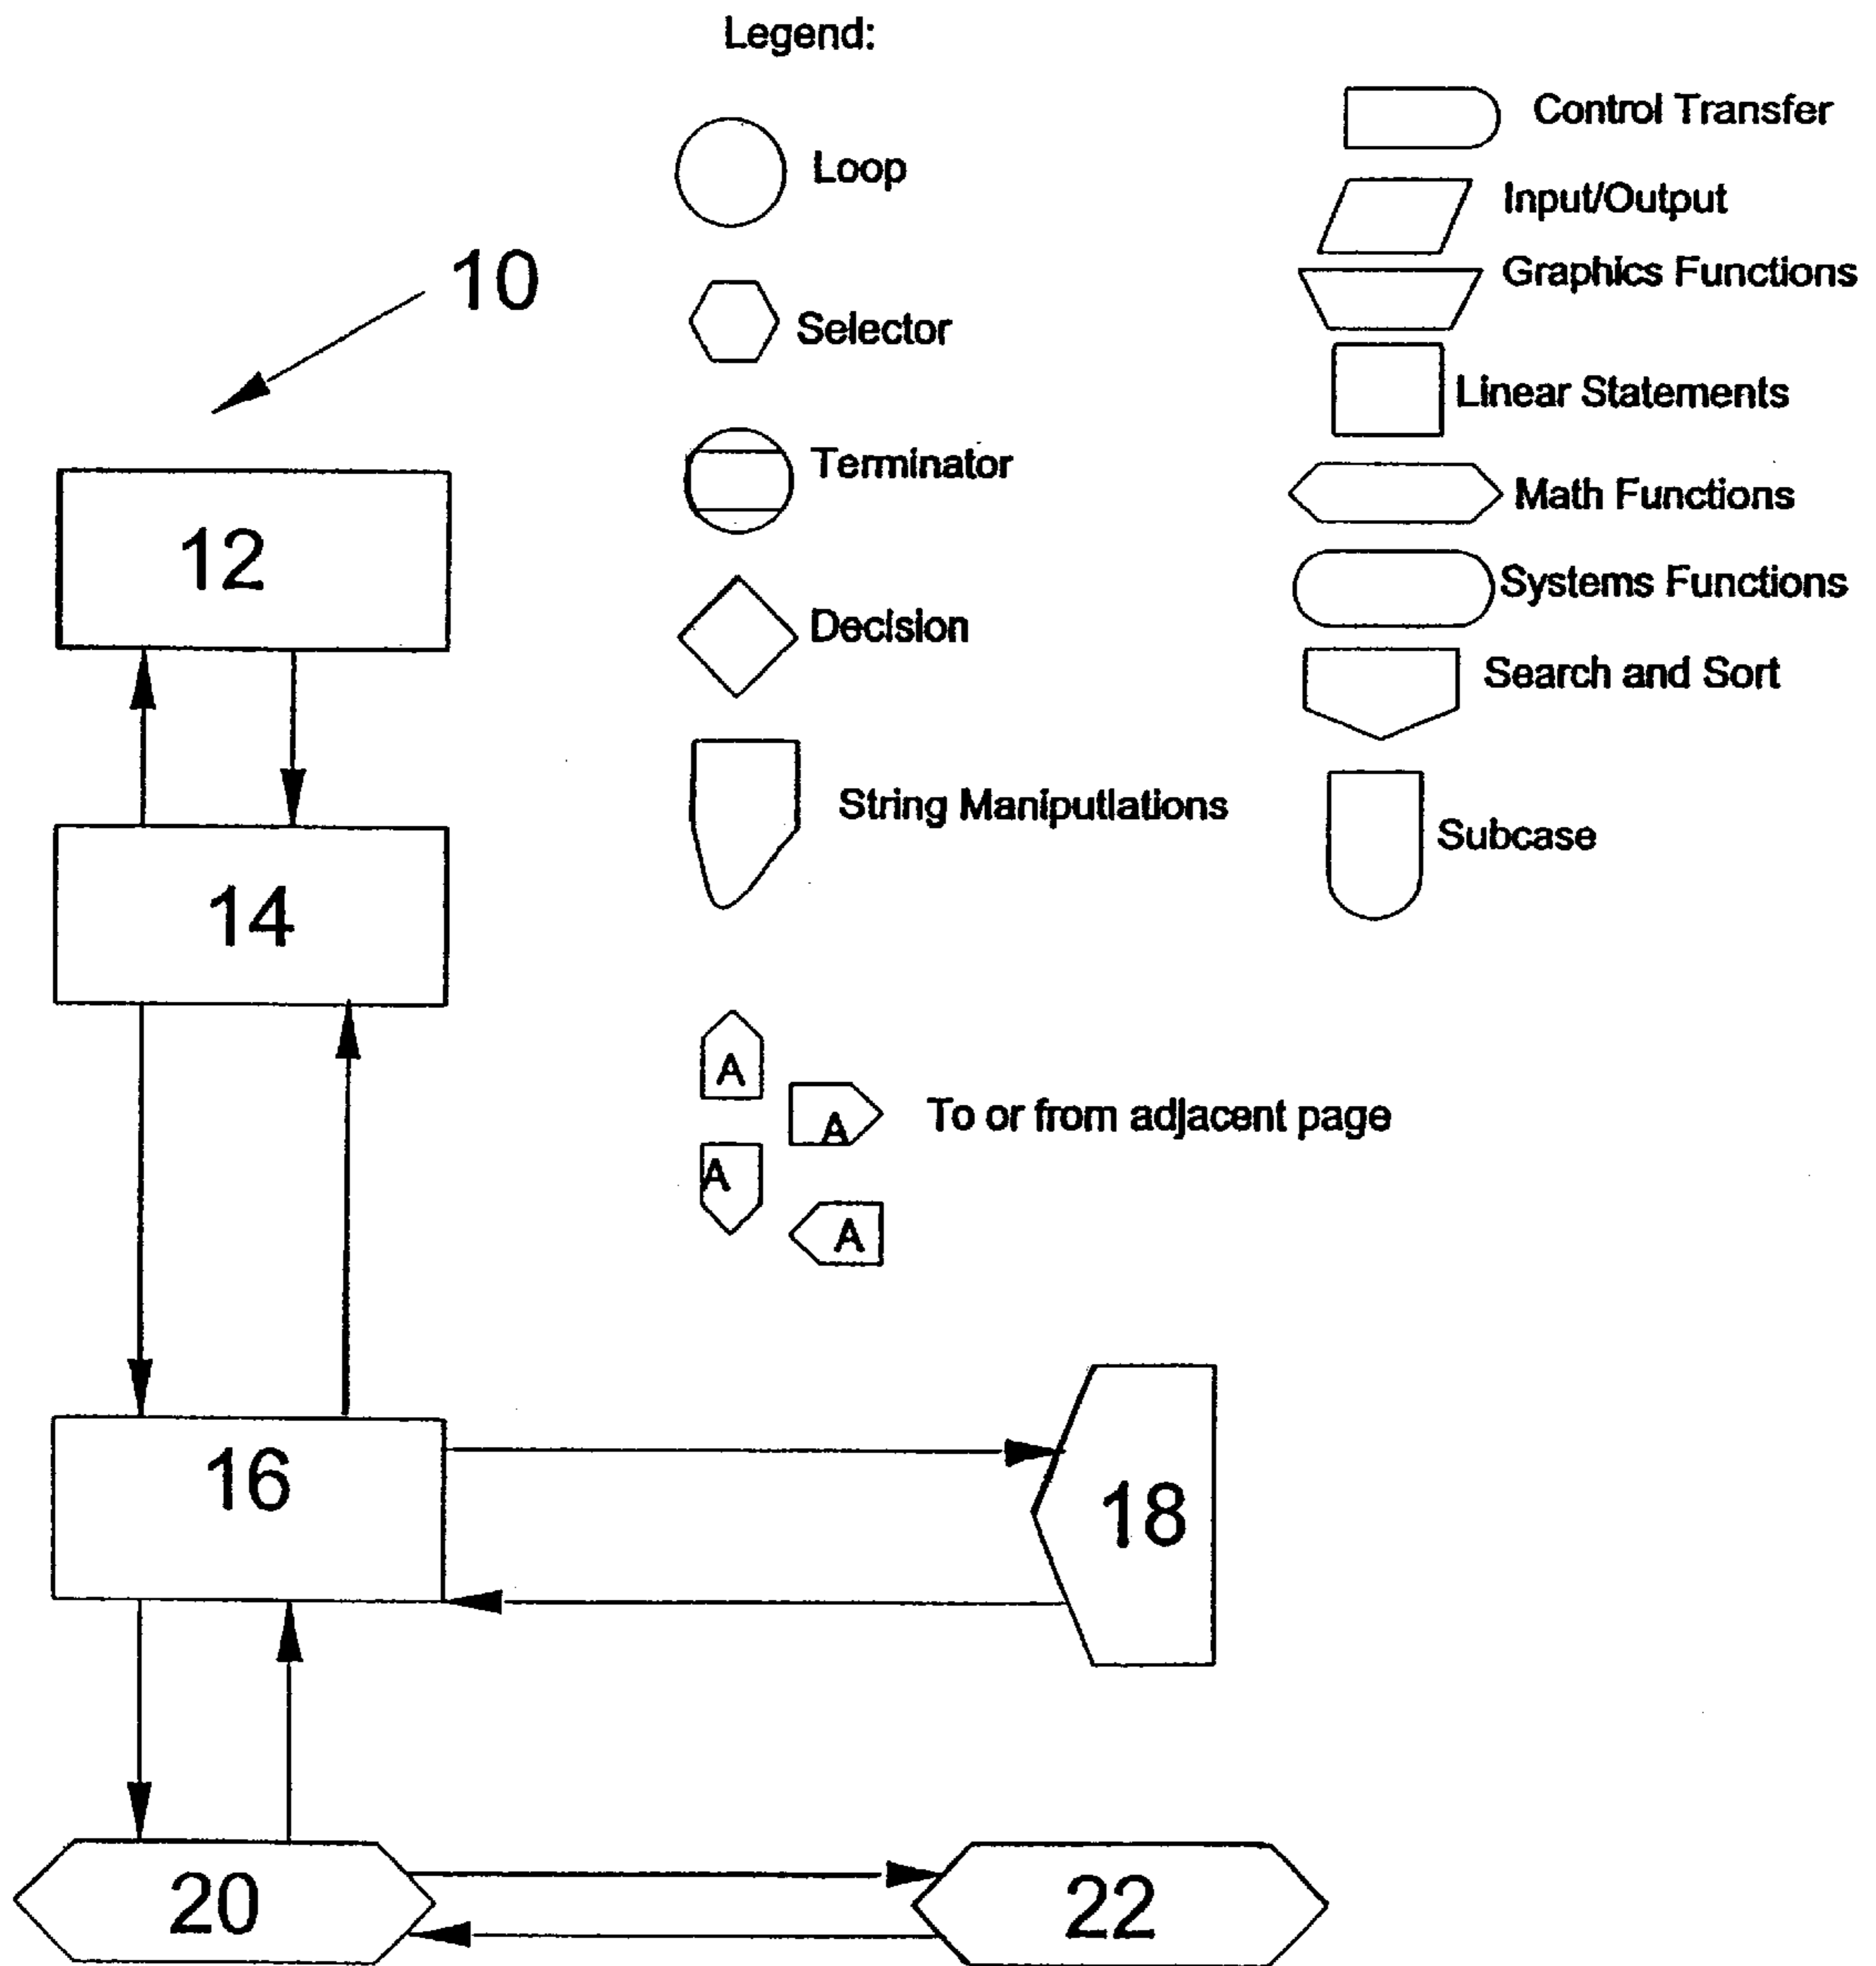 Legend:
Loop
Selector
Terminator
Decision
String Maniputlations
Control Transfer
Input/Output
Graphics Functions
Linear Statements
Math Functions
Systems Functions
Search and Sort
Subcase
A
A
A
A
To or from adjacent page
10
12
14
16
18
20
22